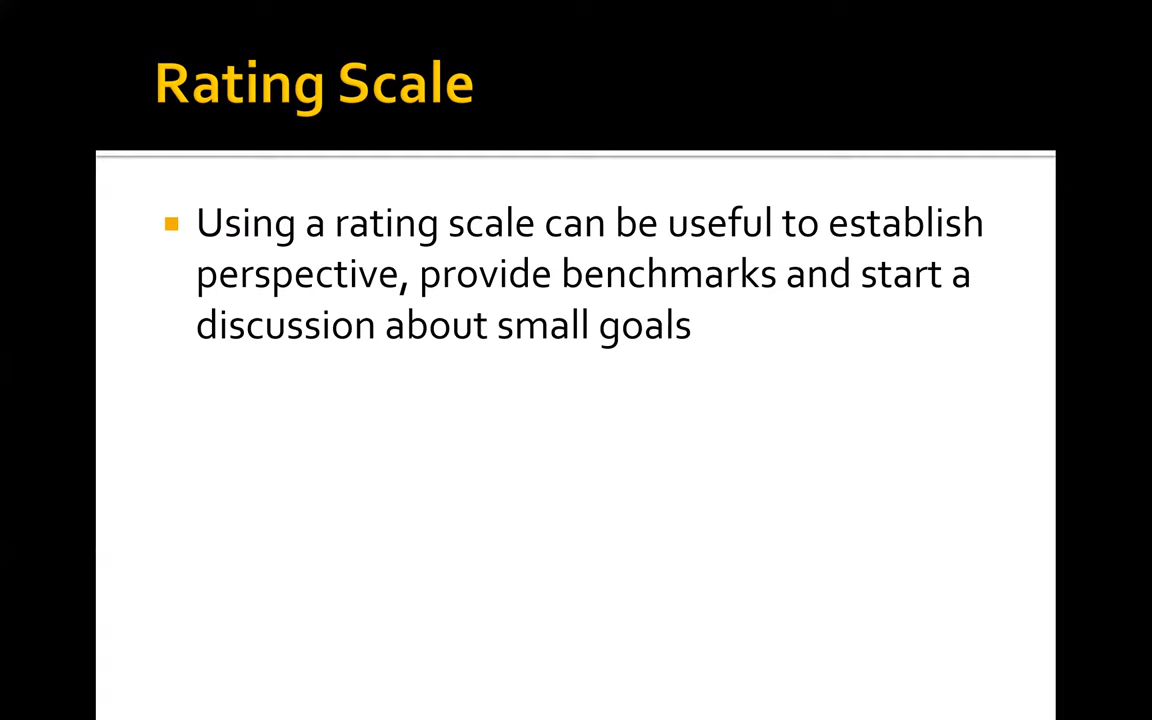 Rating Scale
Using a rating scale can be useful to establish
perspective, provide benchmarks and start a
discussion about small goals